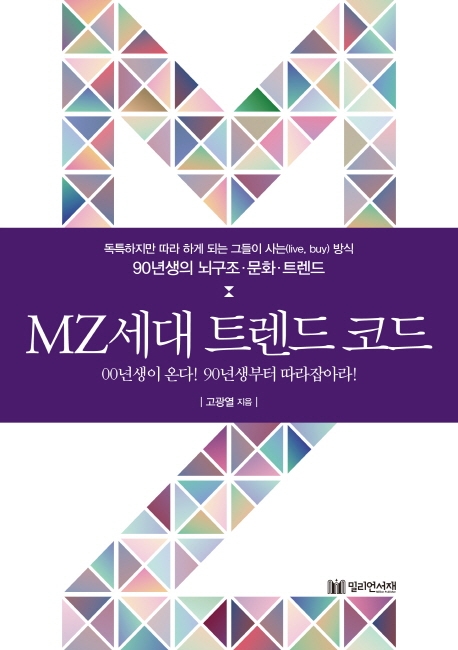 독특하지만 따라 하게 되는 그들이 사는(live, buy) 방식
90년생의 뇌구조·문화·트렌드
MZ세대 트렌드 코드
00년생이 온다! 90년생부터 따라잡아라!
| 고광열 지음 |
밀리언서재